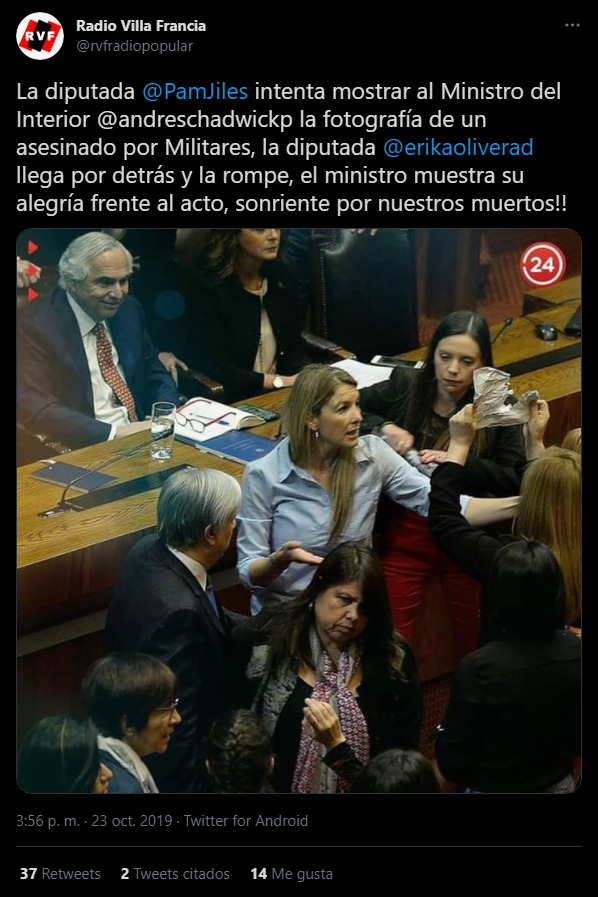 RVF
Radio Villa Francia
@rvfradiopopular
La diputada @PamJiles intenta mostrar al Ministro del
Interior @andreschadwickp la fotografía de un
asesinado por Militares, la diputada @erikaoliverad
llega por detrás y la rompe, el ministro muestra su
alegría frente al acto, sonriente por nuestros muertos!!
24
3:56 p. m. · 23 oct. 2019 · Twitter for Android
37 Retweets 2 Tweets citados 14 Me gusta